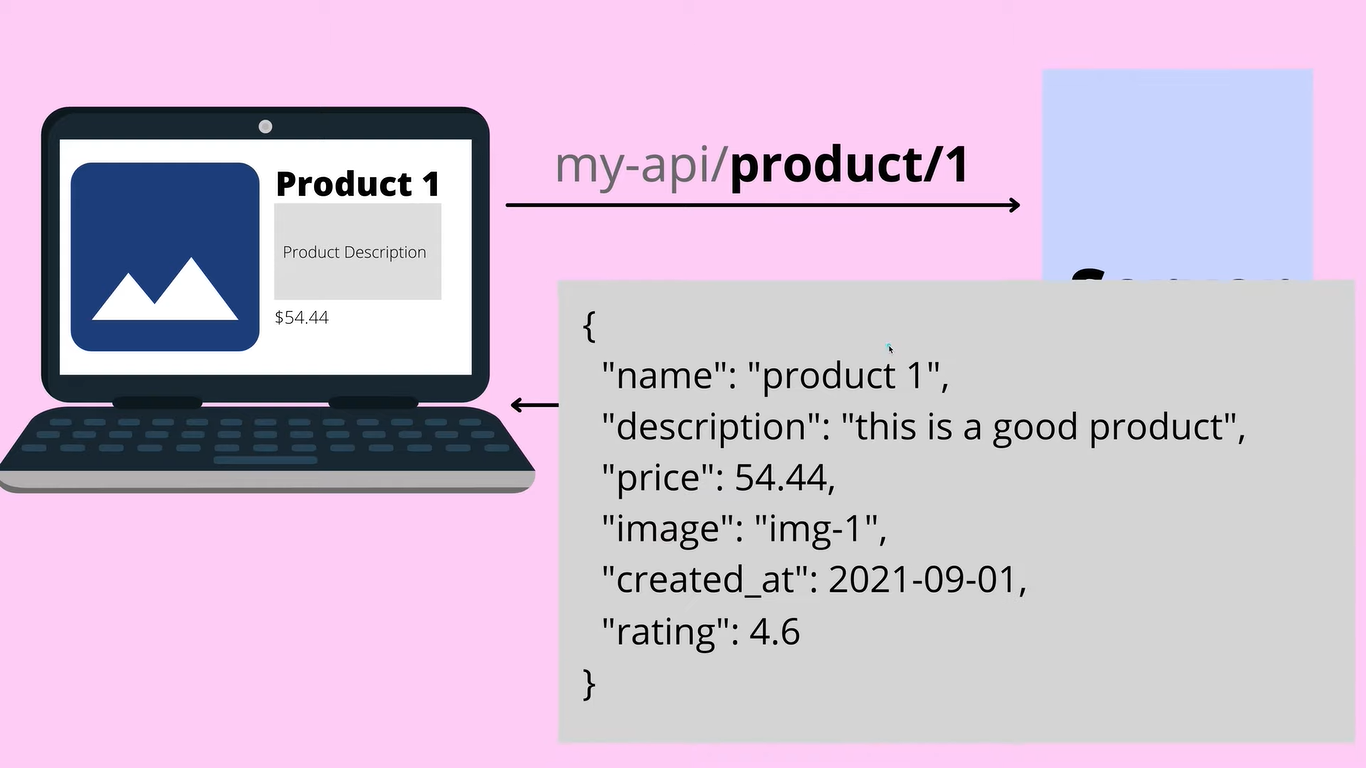 Product 1
Product Description
$54.44
my-api/product/1
Server
{
"name": "product 1",
"description": "this is a good product",
"price": 54.44,
"image": "img-1",
"created_at": 2021-09-01,
"rating": 4.6
}